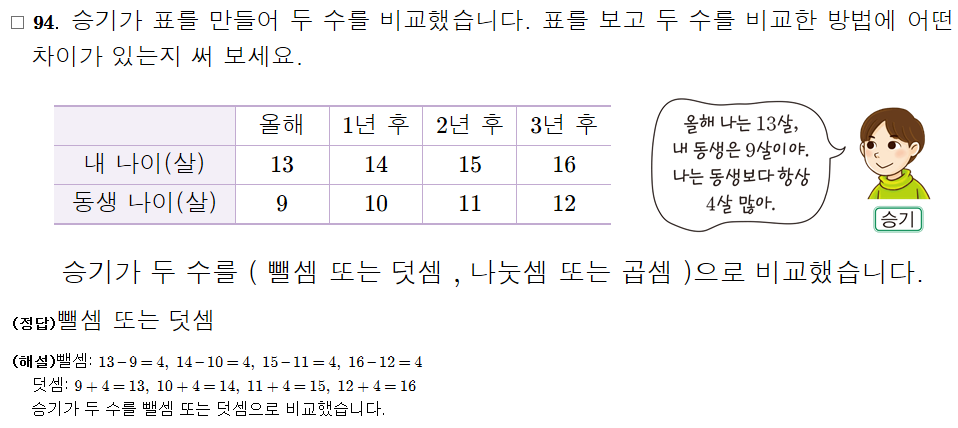 □ 94. 승기가 표를 만들어 두 수를 비교했습니다. 표를 보고 두 수를 비교한 방법에 어떤
차이가 있는지 써 보세요.
올해 1년 후 2년 후 3년 후
내 나이(살) 13 14 15 16
동생 나이(살) 9 10 11 12
올해 나는 13살,
내 동생은 9살이야.
나는 동생보다 항상
4살 많아.
승기
승기가 두 수를 ( 뺄셈 또는 덧셈 , 나눗셈 또는 곱셈 )으로 비교했습니다.
(정답)뺄셈 또는 덧셈
(해설)뺄셈: 13-9=4, 14-10=4, 15-11=4, 16-12=4
덧셈: 9+4=13, 10+4=14, 11+4=15, 12+4=16
승기가 두 수를 뺄셈 또는 덧셈으로 비교했습니다.